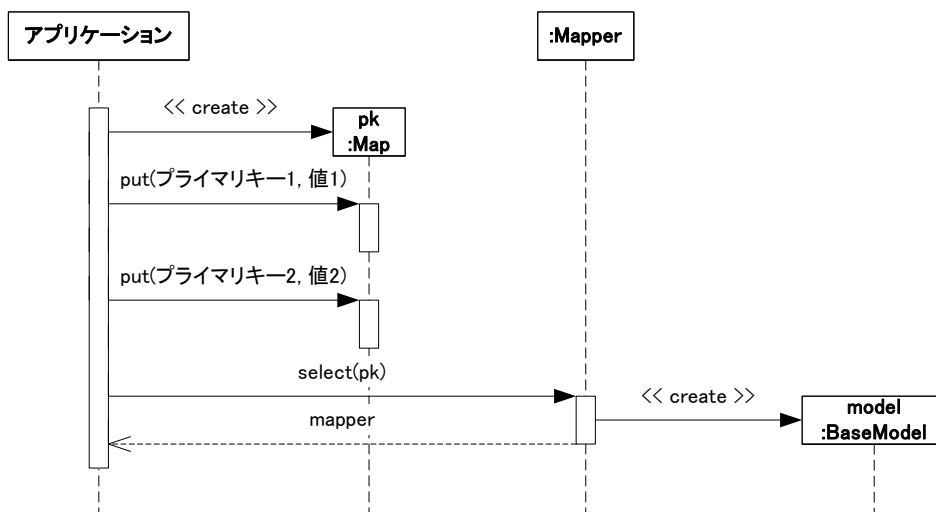 アプリケーション
:Mapper
<< create >>
pk
:Map
put(プライマリキー1, 値1)
put(プライマリキー2, 値2)
select(pk)
<< create >>
model
:BaseModel
mapper